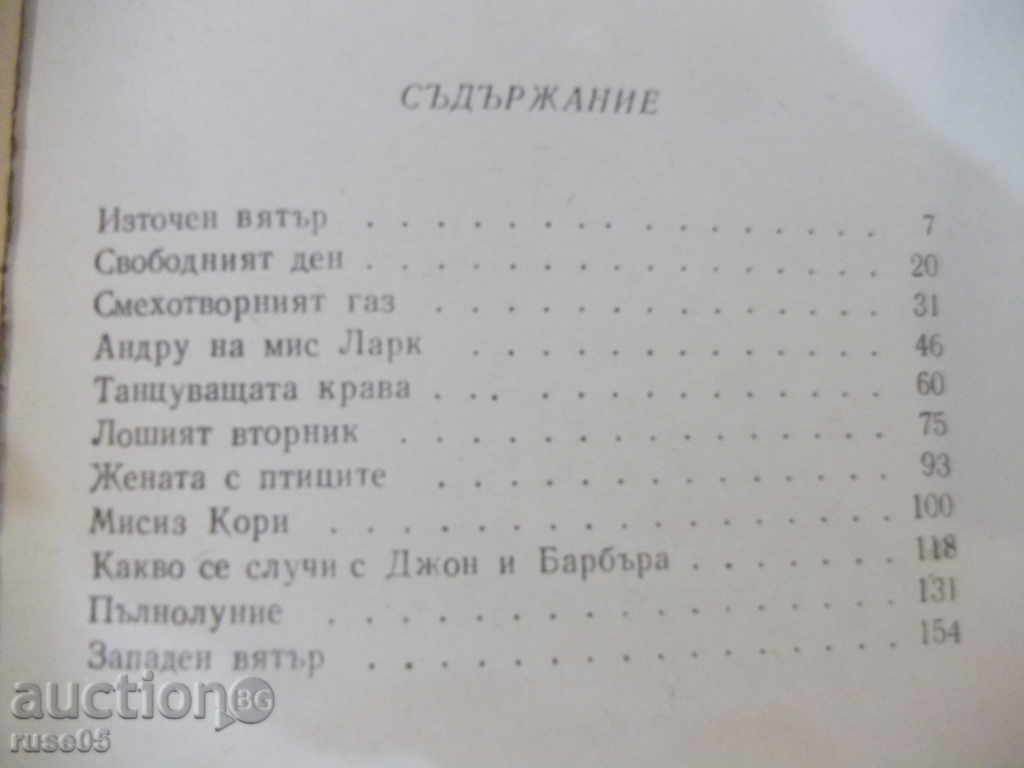 СЪДЪРЖАНИЕ
Източен вятър . . . . . . . . . . . . . . . 7
Свободният ден . . . . . . . . . . . . . . . 20
Смехотворният газ . . . . . . . . . . . . . 31
Андру на мис Ларк . . . . . . . . . . . . 46
Танцуващата крава . . . . . . . . . . . . . 60
Лошият вторник . . . . . . . . . . . . . . 75
Жената с птиците . . . . . . . . . . . . . 93
Мисиз Кори . . . . . . . . . . . . . . . . 100
Какво се случи с Джон и Барбъра . . . . . . 118
Пълнолуние . . . . . . . . . . . . . . . . 131
Западен вятър . . . . . . . . . . . . . . . 154
auction BG
ruse05